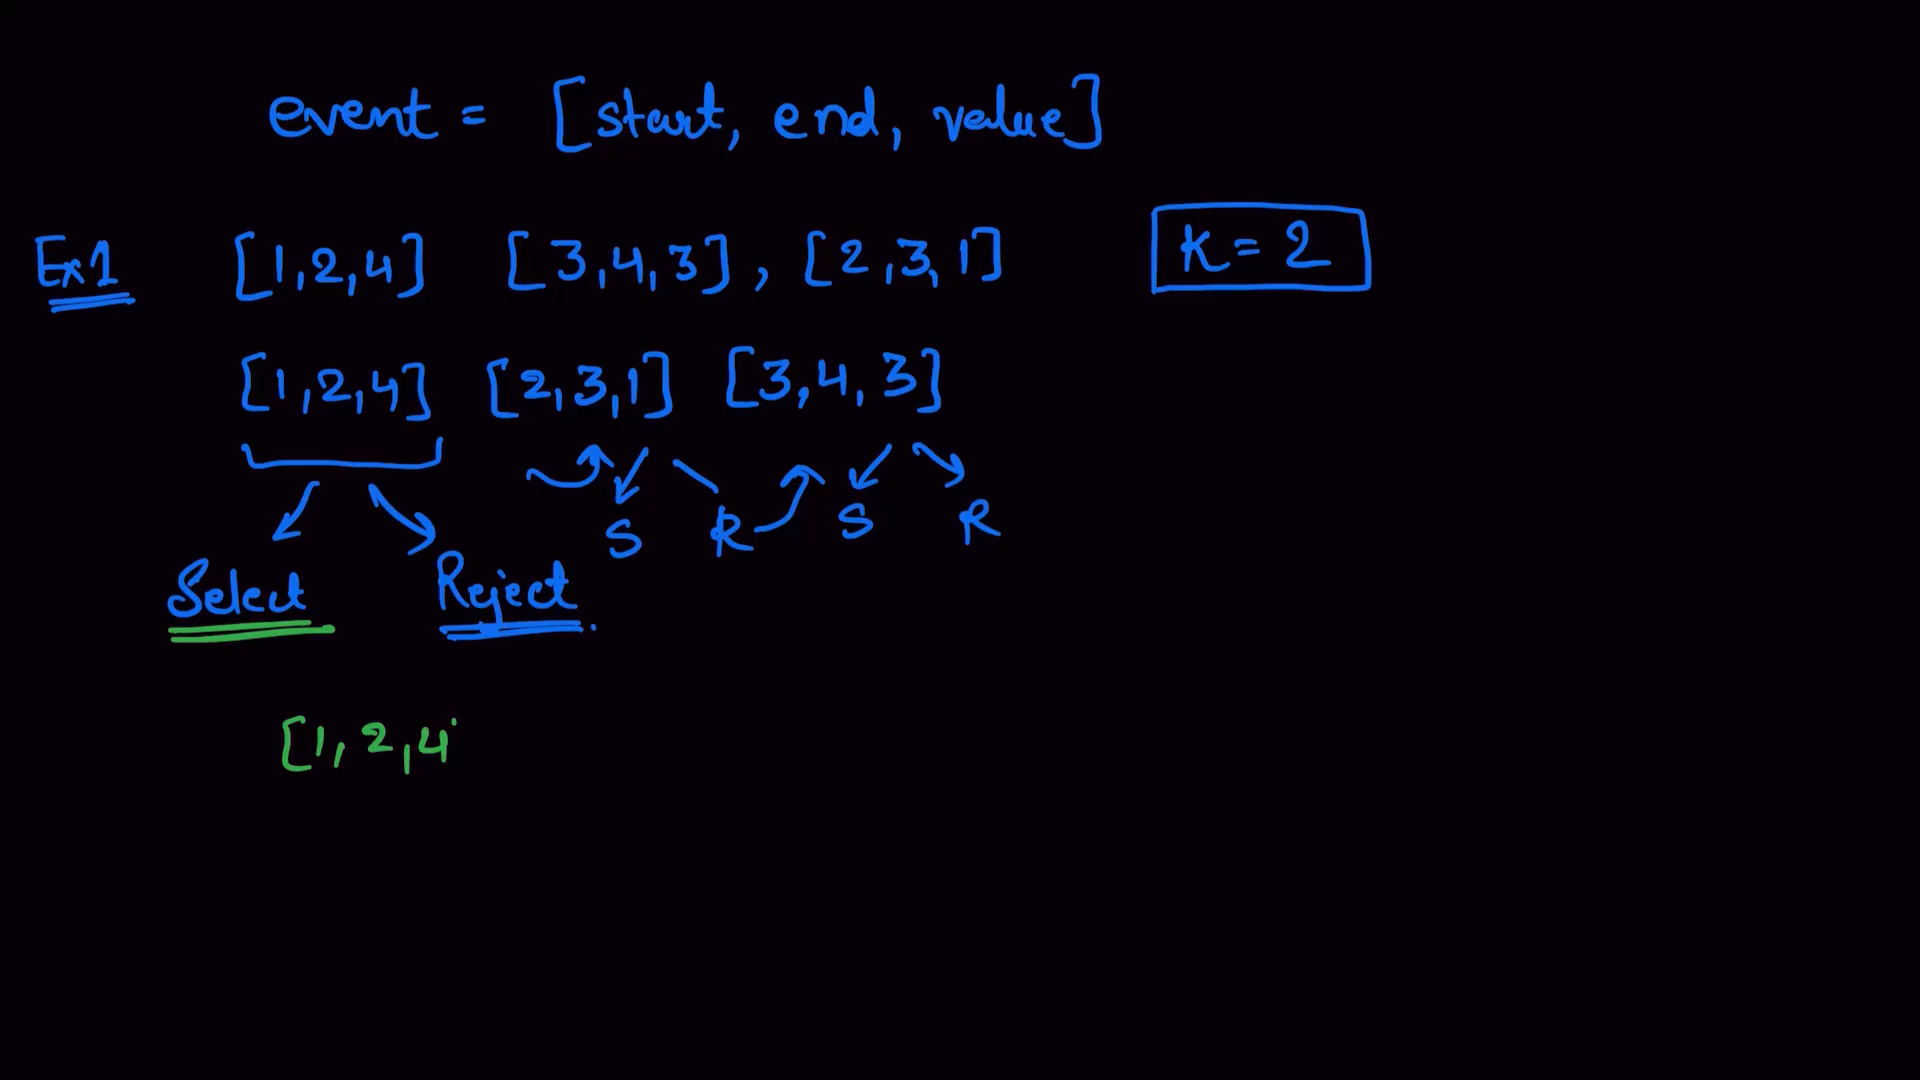 event = [start, end, value]
Ex1 [1,2,4] [3,4,3], [2,3,1] K = 2
[1,2,4] [2,3,1] [3,4,3]
S R S R
Select Reject.
[1,2,4